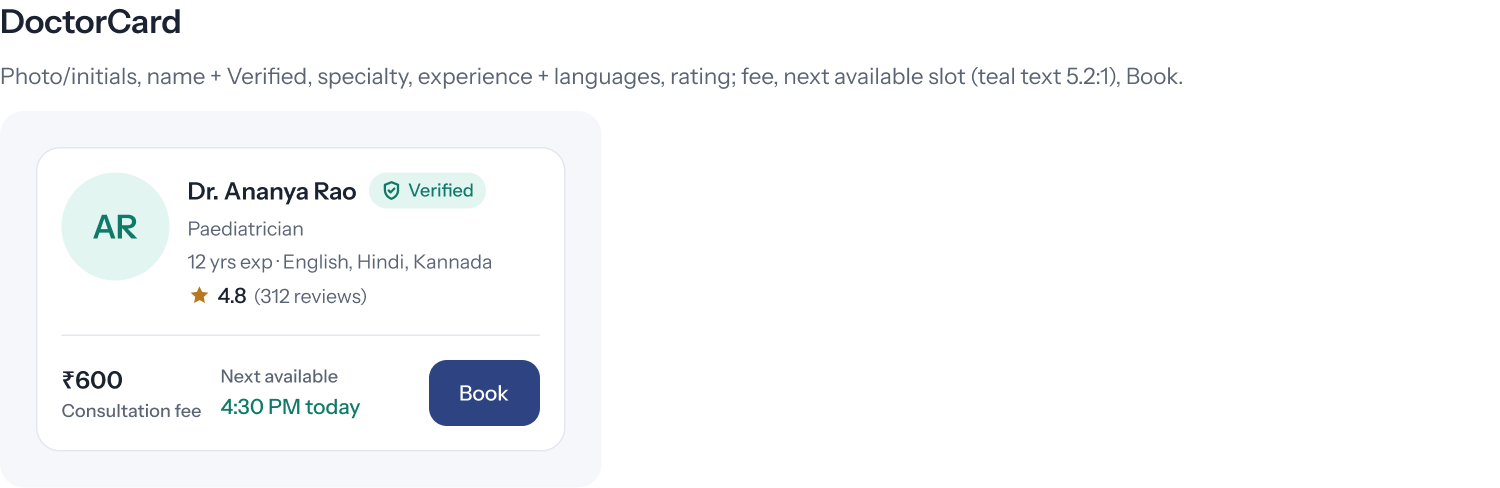 DoctorCard
Photo/initials, name + Verified, specialty, experience + languages, rating; fee, next available slot (teal text 5.2:1), Book.
AR
Dr. Ananya Rao
Verified
Paediatrician
12 yrs exp · English, Hindi, Kannada
4.8 (312 reviews)
₹600
Consultation fee
Next available
4:30 PM today
Book